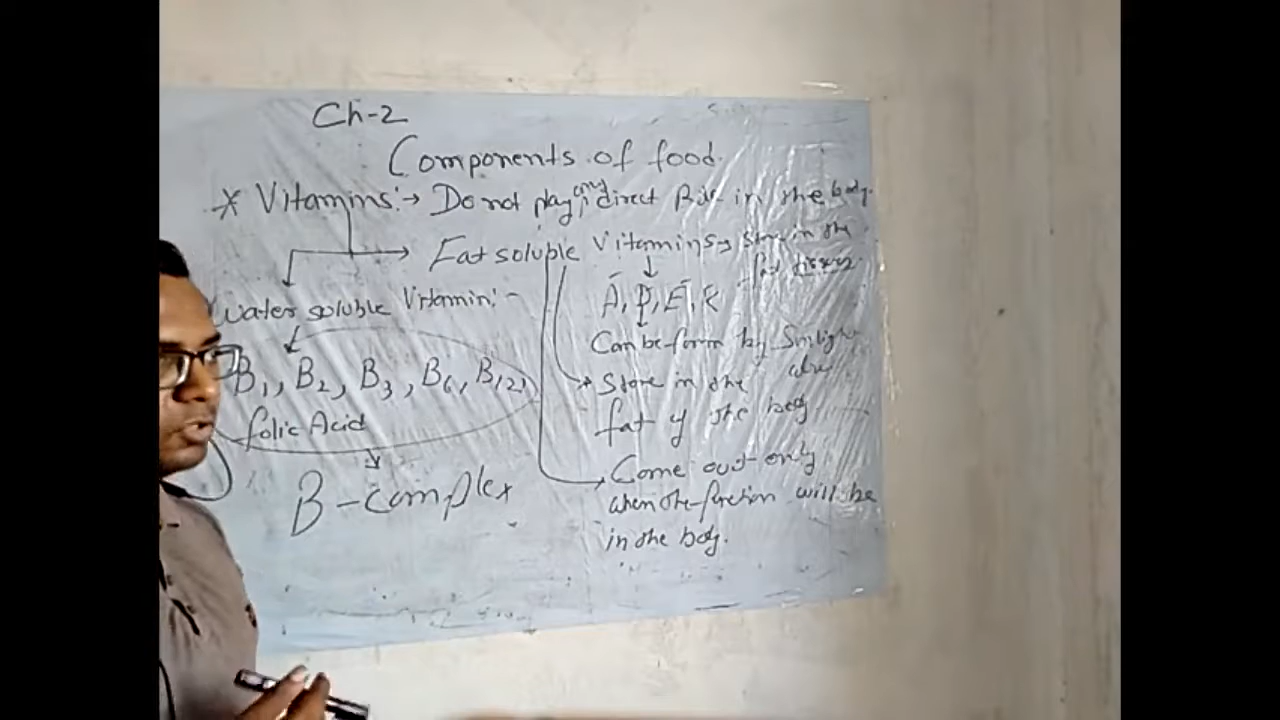 Ch-2
Components of food.
* Vitamins:→ Do not play any direct Role in the body.
Fat soluble Vitamins→ Store in the
fat tissues
A, D, E, K
Water soluble Vitamin:-
Can be form by Sunlight
also
B1, B2, B3, B6, B12,
folic Acid
B-complex
Store in the
fat of the body
Come out only
when the function will be
in the body.